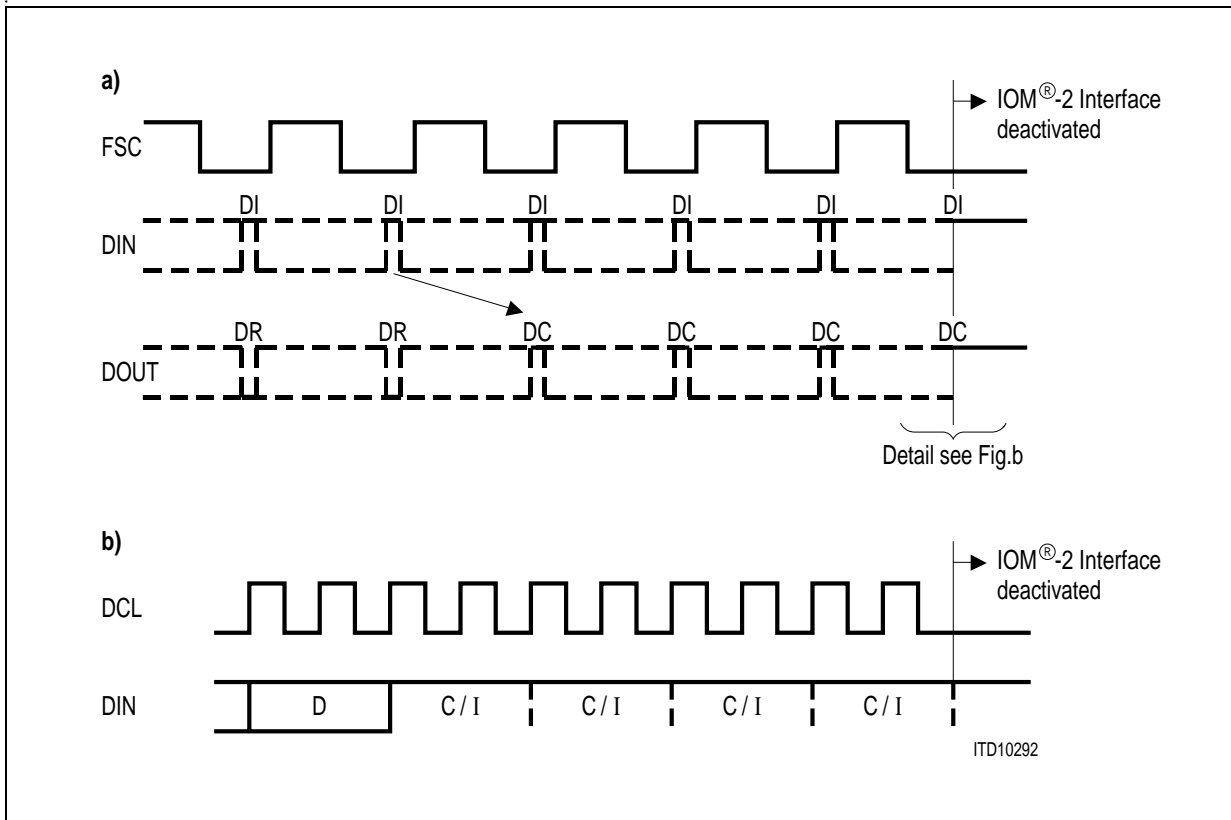 a)
IOM®-2 Interface
deactivated
FSC
DI DI DI DI DI DI
DIN
DR DR DC DC DC DC
DOUT
Detail see Fig.b
b)
IOM®-2 Interface
deactivated
DCL
DIN D C / I C / I C / I C / I
ITD10292